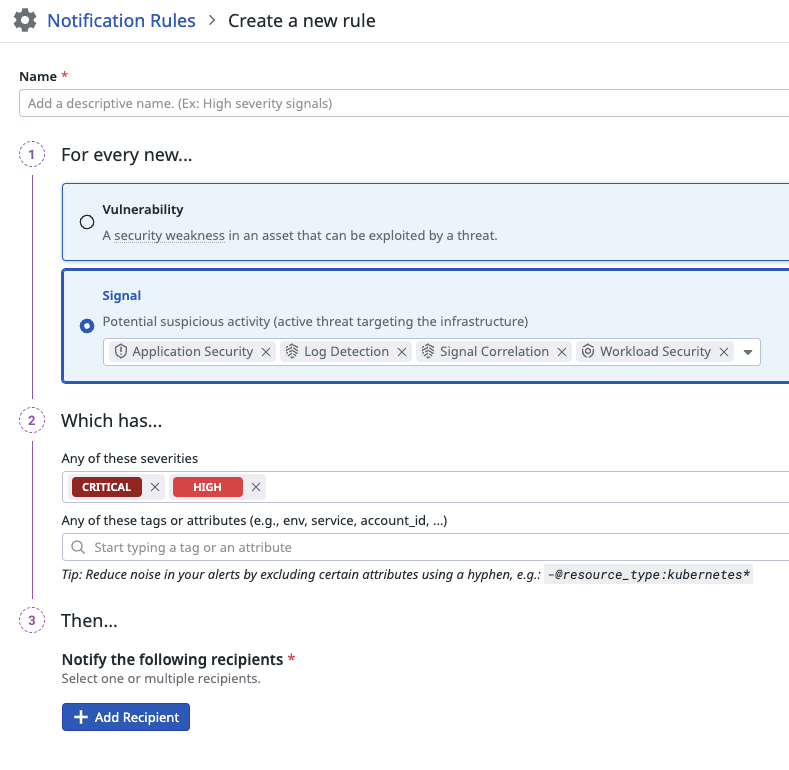 Notification Rules > Create a new rule
Name *
Add a descriptive name. (Ex: High severity signals)
1 For every new...
Vulnerability
A security weakness in an asset that can be exploited by a threat.
Signal
Potential suspicious activity (active threat targeting the infrastructure)
Application Security × Log Detection × Signal Correlation × Workload Security ×
2 Which has...
Any of these severities
CRITICAL × HIGH ×
Any of these tags or attributes (e.g., env, service, account_id, ...)
Start typing a tag or an attribute
Tip: Reduce noise in your alerts by excluding certain attributes using a hyphen, e.g.: -@resource_type:kubernetes*
3 Then...
Notify the following recipients *
Select one or multiple recipients.
+ Add Recipient